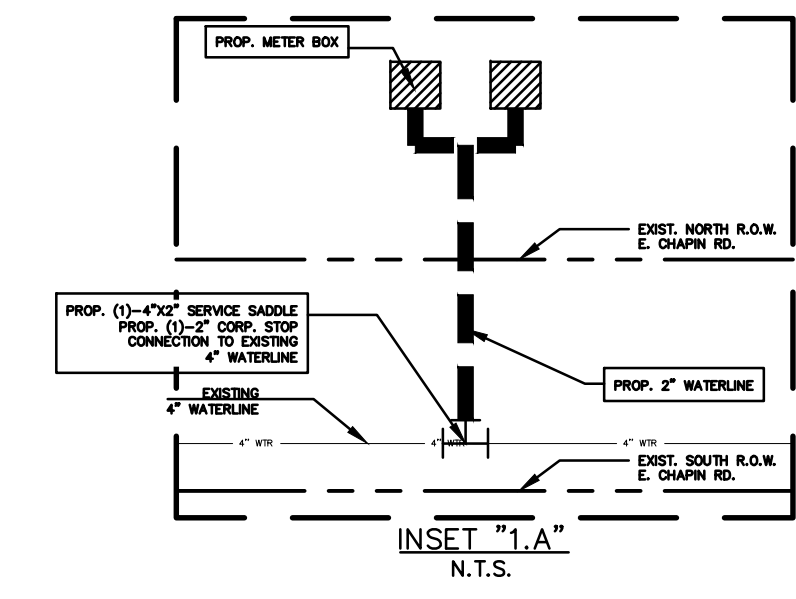 PROP. METER BOX
EXIST. NORTH R.O.W.
E. CHAPIN RD.
PROP. (1)-4"X2" SERVICE SADDLE
PROP. (1)-2" CORP. STOP
CONNECTION TO EXISTING
4" WATERLINE
PROP. 2" WATERLINE
EXISTING
4" WATERLINE
4" WTR
4" WTR
4" WTR
EXIST. SOUTH R.O.W.
E. CHAPIN RD.
INSET "1.A"
N.T.S.